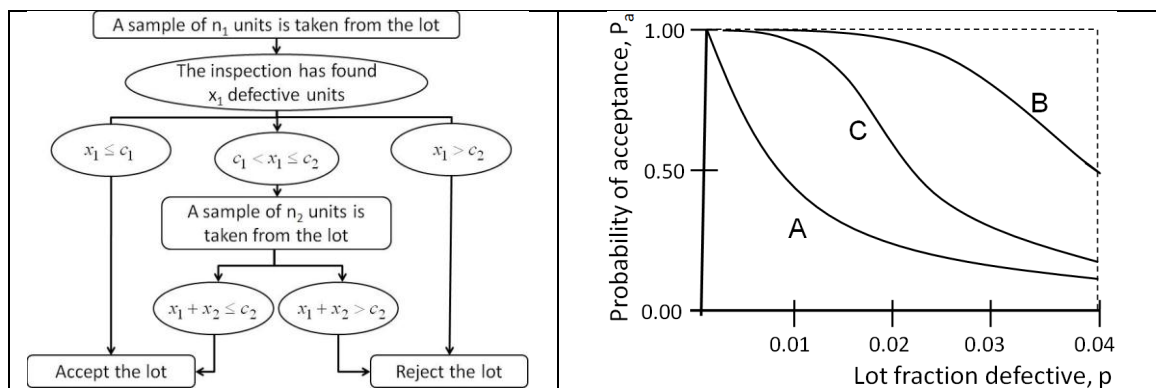 A sample of n₁ units is taken from the lot
The inspection has found
x₁ defective units
x₁ ≤ c₁
c₁ < x₁ ≤ c₂
x₁ > c₂
A sample of n₂ units is
taken from the lot
x₁ + x₂ ≤ c₂
x₁ + x₂ > c₂
Accept the lot
Reject the lot
Probability of acceptance, Pₐ
1.00
0.50
0.00
A
C
B
0.01
0.02
0.03
0.04
Lot fraction defective, p